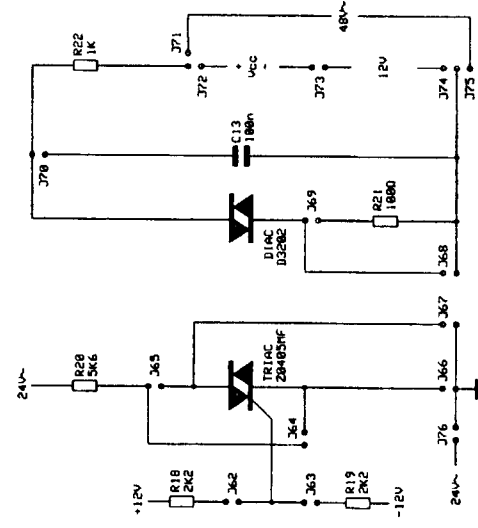 48V~
J71
R22
1K
J72
+ Vcc -
J73
12V
J74
J75
J70
C13
100n
DIAC
D3202
J69
R21
100Ω
J68
24V~
R20
5K6
J65
TRIAC
Z0405MF
J64
J67
J66
+12V
R18
2K2
J62
J63
R19
2K2
-12V
J76
24V~